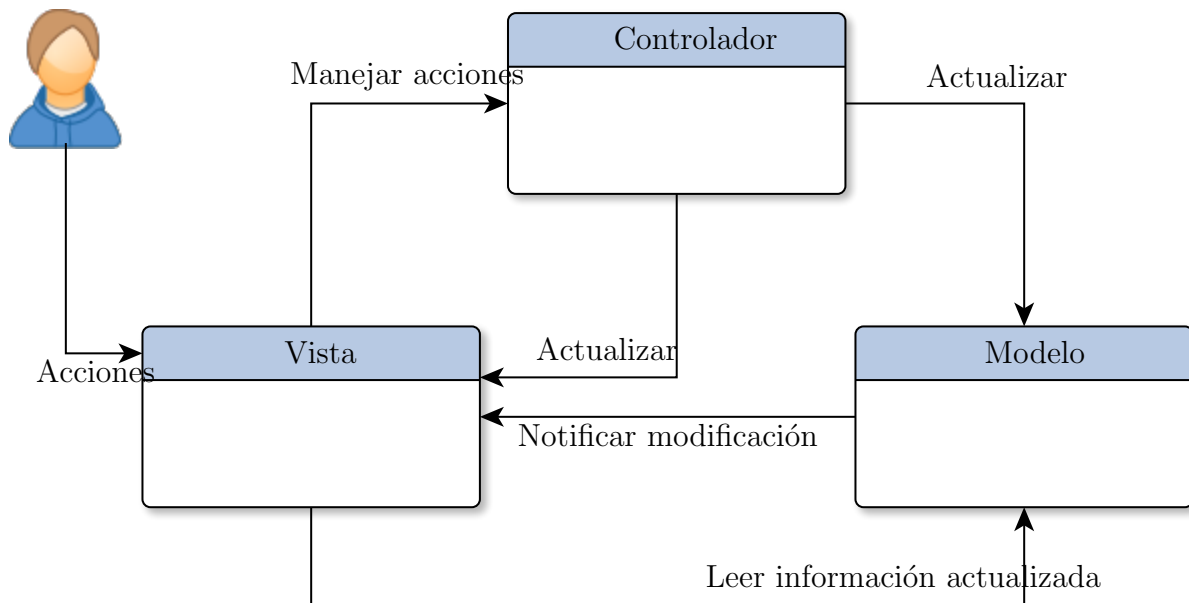 Controlador
Manejar acciones
Actualizar
Vista
Actualizar
Modelo
Acciones
Notificar modificación
Leer información actualizada